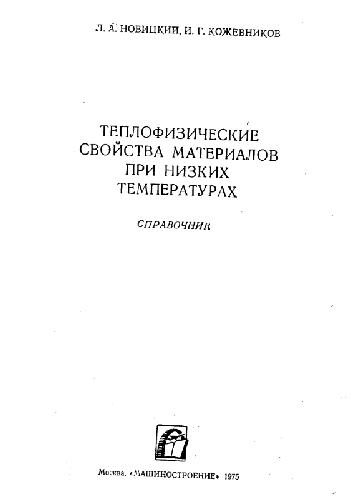 Л. А. НОВИЦКИЙ, И. Г. КОЖЕВНИКОВ
ТЕПЛОФИЗИЧЕСКИЕ
СВОЙСТВА МАТЕРИАЛОВ
ПРИ НИЗКИХ
ТЕМПЕРАТУРАХ
СПРАВОЧНИК
Москва. «МАШИНОСТРОЕНИЕ» 1975